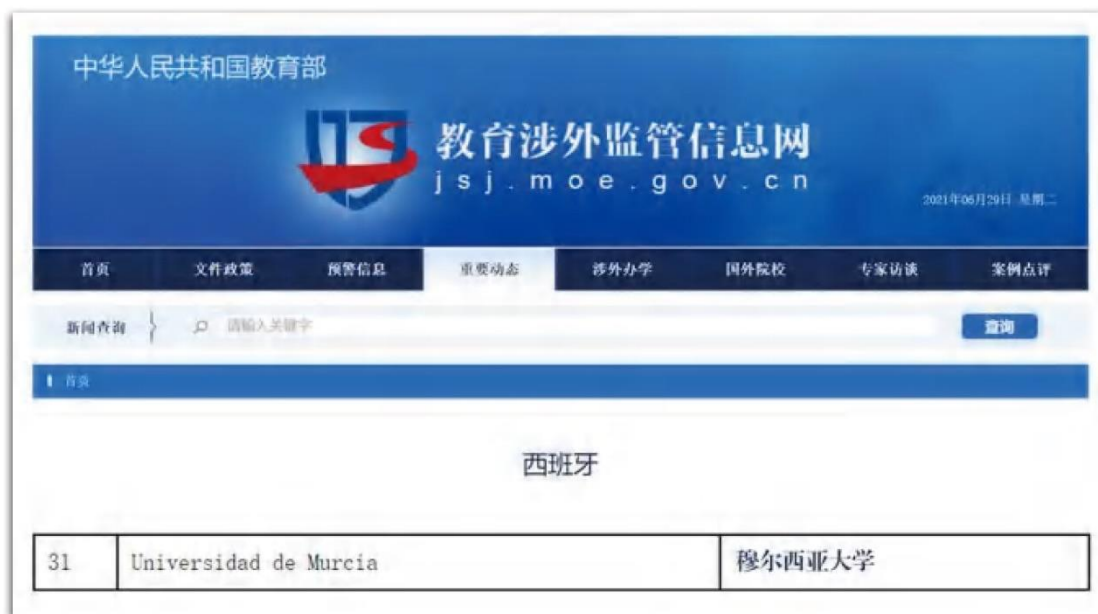 中华人民共和国教育部
教育涉外监管信息网
jsj.moe.gov.cn
2021年06月29日 星期二
首页 文件政策 预警信息 重要动态 涉外办学 国外院校 专家访谈 案例点评
新闻查询 请输入关键字 查询
首页
西班牙
31 Universidad de Murcia 穆尔西亚大学